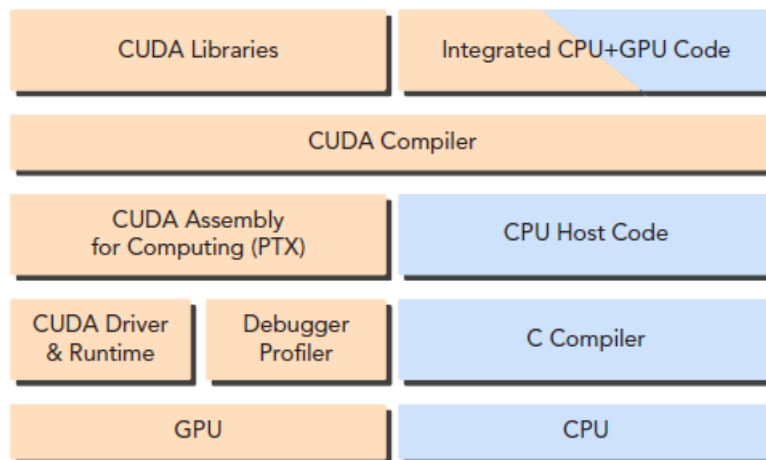 CUDA Libraries
Integrated CPU+GPU Code
CUDA Compiler
CUDA Assembly
for Computing (PTX)
CPU Host Code
CUDA Driver
& Runtime
Debugger
Profiler
C Compiler
GPU
CPU